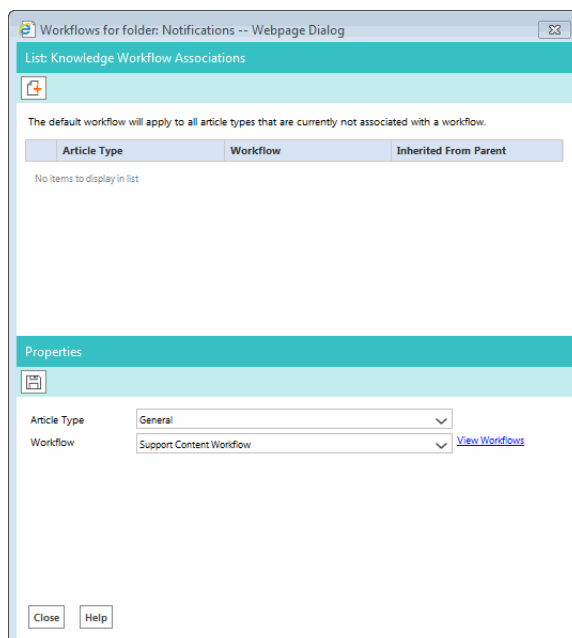 Workflows for folder: Notifications -- Webpage Dialog
List: Knowledge Workflow Associations
The default workflow will apply to all article types that are currently not associated with a workflow.
Article Type Workflow Inherited From Parent
No items to display in list
Properties
Article Type General
Workflow Support Content Workflow View Workflows
Close Help